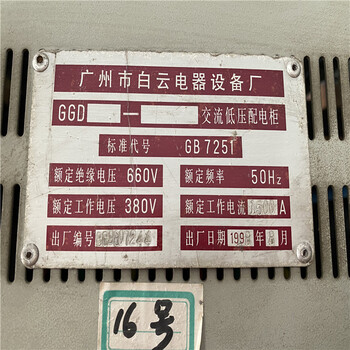 广州市白云电器设备厂
GGD — 交流低压配电柜
标准代号 GB 7251
额定绝缘电压 660V 额定频率 50Hz
额定工作电压 380V 额定工作电流 A
出厂编号 出厂日期 199 年 月
16号